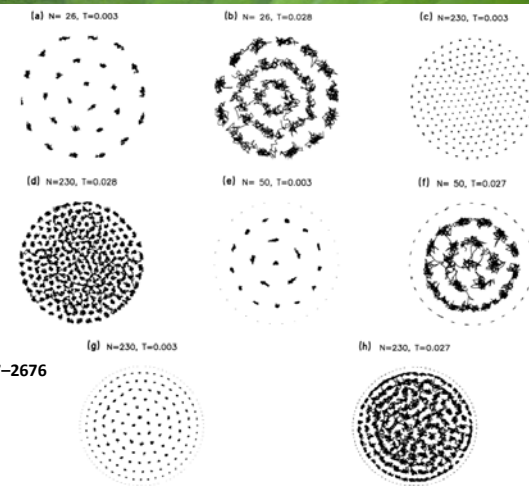 (a) N= 26, T=0.003
(b) N= 26, T=0.028
(c) N=230, T=0.003
(d) N=230, T=0.028
(e) N= 50, T=0.003
(f) N= 50, T=0.027
–2676
(g) N=230, T=0.003
(h) N=230, T=0.027